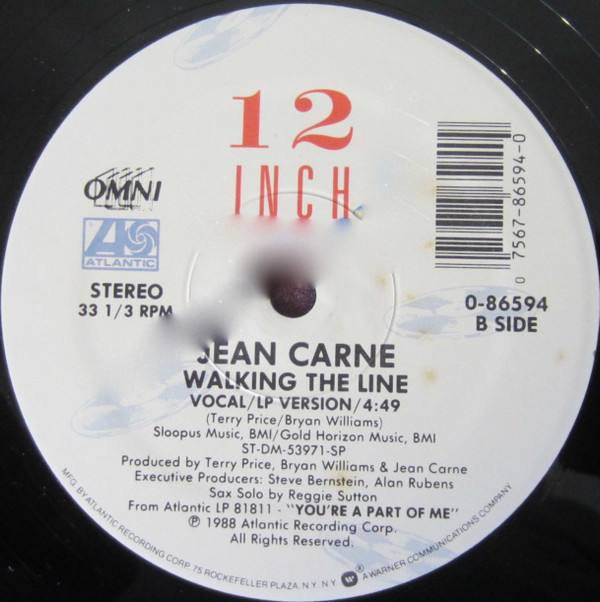 12
INCH
OMNI
ATLANTIC
STEREO
33 1/3 RPM
0 7567-86594-0
0-86594
B SIDE
JEAN CARNE
WALKING THE LINE
VOCAL/LP VERSION/4:49
(Terry Price/Bryan Williams)
Sloopus Music, BMI/Gold Horizon Music, BMI
ST-DM-53971-SP
Produced by Terry Price, Bryan Williams & Jean Carne
Executive Producers: Steve Bernstein, Alan Rubens
Sax Solo by Reggie Sutton
From Atlantic LP 81811 - "YOU'RE A PART OF ME"
℗ 1988 Atlantic Recording Corp.
All Rights Reserved.
MFG. BY ATLANTIC RECORDING CORP. 75 ROCKEFELLER PLAZA, N.Y. N.Y. ® A WARNER COMMUNICATIONS COMPANY